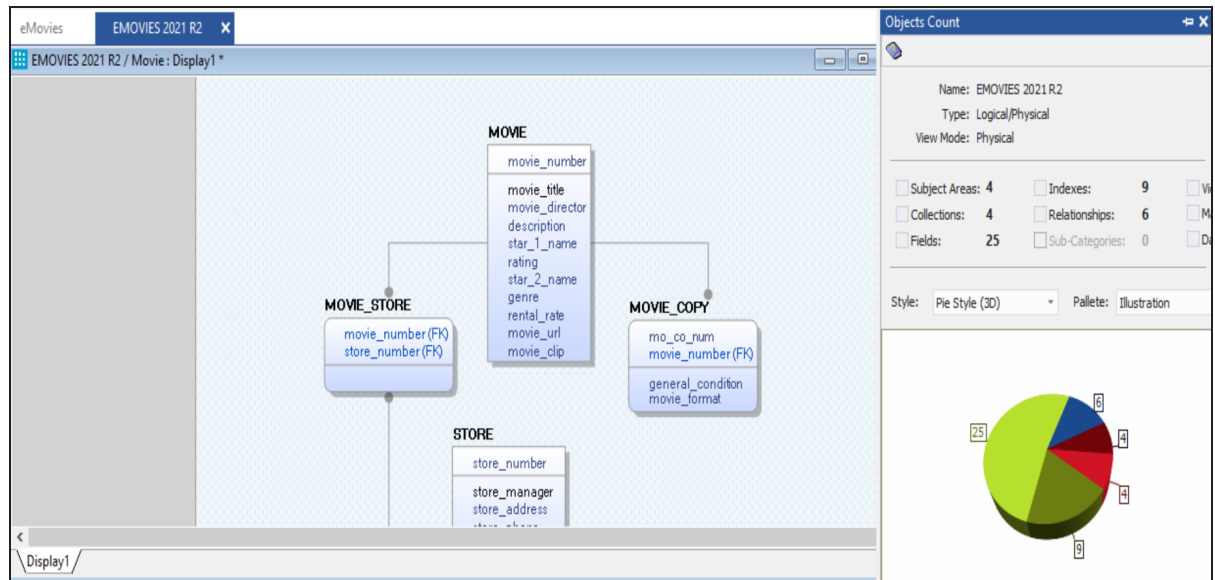 eMovies
EMOVIES 2021 R2
EMOVIES 2021 R2 / Movie : Display1 *
MOVIE
movie_number
movie_title
movie_director
description
star_1_name
rating
star_2_name
genre
rental_rate
movie_url
movie_clip
MOVIE_STORE
movie_number (FK)
store_number (FK)
MOVIE_COPY
mo_co_num
movie_number (FK)
general_condition
movie_format
STORE
store_number
store_manager
store_address
Display1
Objects Count
Name: EMOVIES 2021 R2
Type: Logical/Physical
View Mode: Physical
Subject Areas: 4 Indexes: 9
Collections: 4 Relationships: 6
Fields: 25 Sub-Categories: 0
Style: Pie Style (3D) Pallete: Illustration
6
25
4
4
9